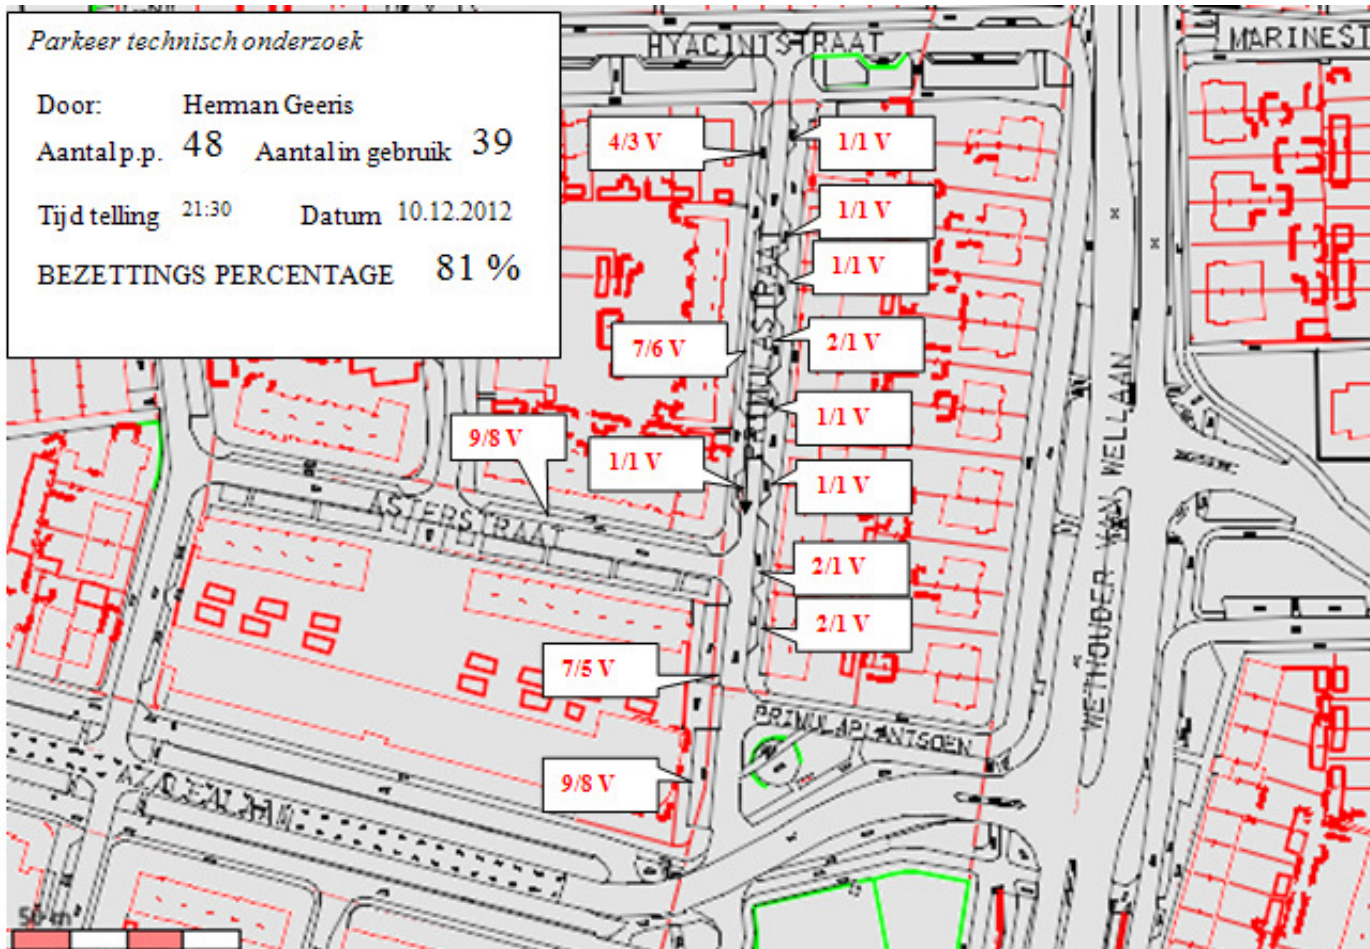 Parkeer technisch onderzoek
Door: Herman Geeris
Aantal p.p. 48 Aantal in gebruik 39
Tijd telling 21:30 Datum 10.12.2012
BEZETTINGS PERCENTAGE 81 %
HYACINTSTRAAT
MARINEST
4/3 V
1/1 V
1/1 V
1/1 V
7/6 V
2/1 V
1/1 V
9/8 V
1/1 V
1/1 V
ASTERSTRAAT
2/1 V
2/1 V
7/5 V
PRIMULAPLANTSOEN
9/8 V
WETHOUDER VAN WELLAAN
AZALEALAAN
50 m